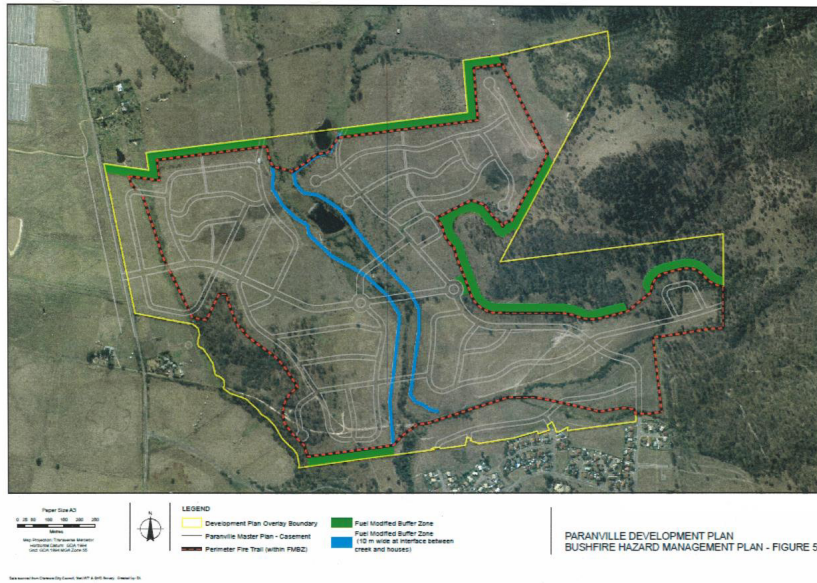 Paper Size A3
Metres
LEGEND
Development Plan Overlay Boundary
Paranville Master Plan - Casement
Perimeter Fire Trail (within FMBZ)
Fuel Modified Buffer Zone
Fuel Modified Buffer Zone
(10 m wide at interface between
creek and houses)
N
PARANVILLE DEVELOPMENT PLAN
BUSHFIRE HAZARD MANAGEMENT PLAN - FIGURE 5